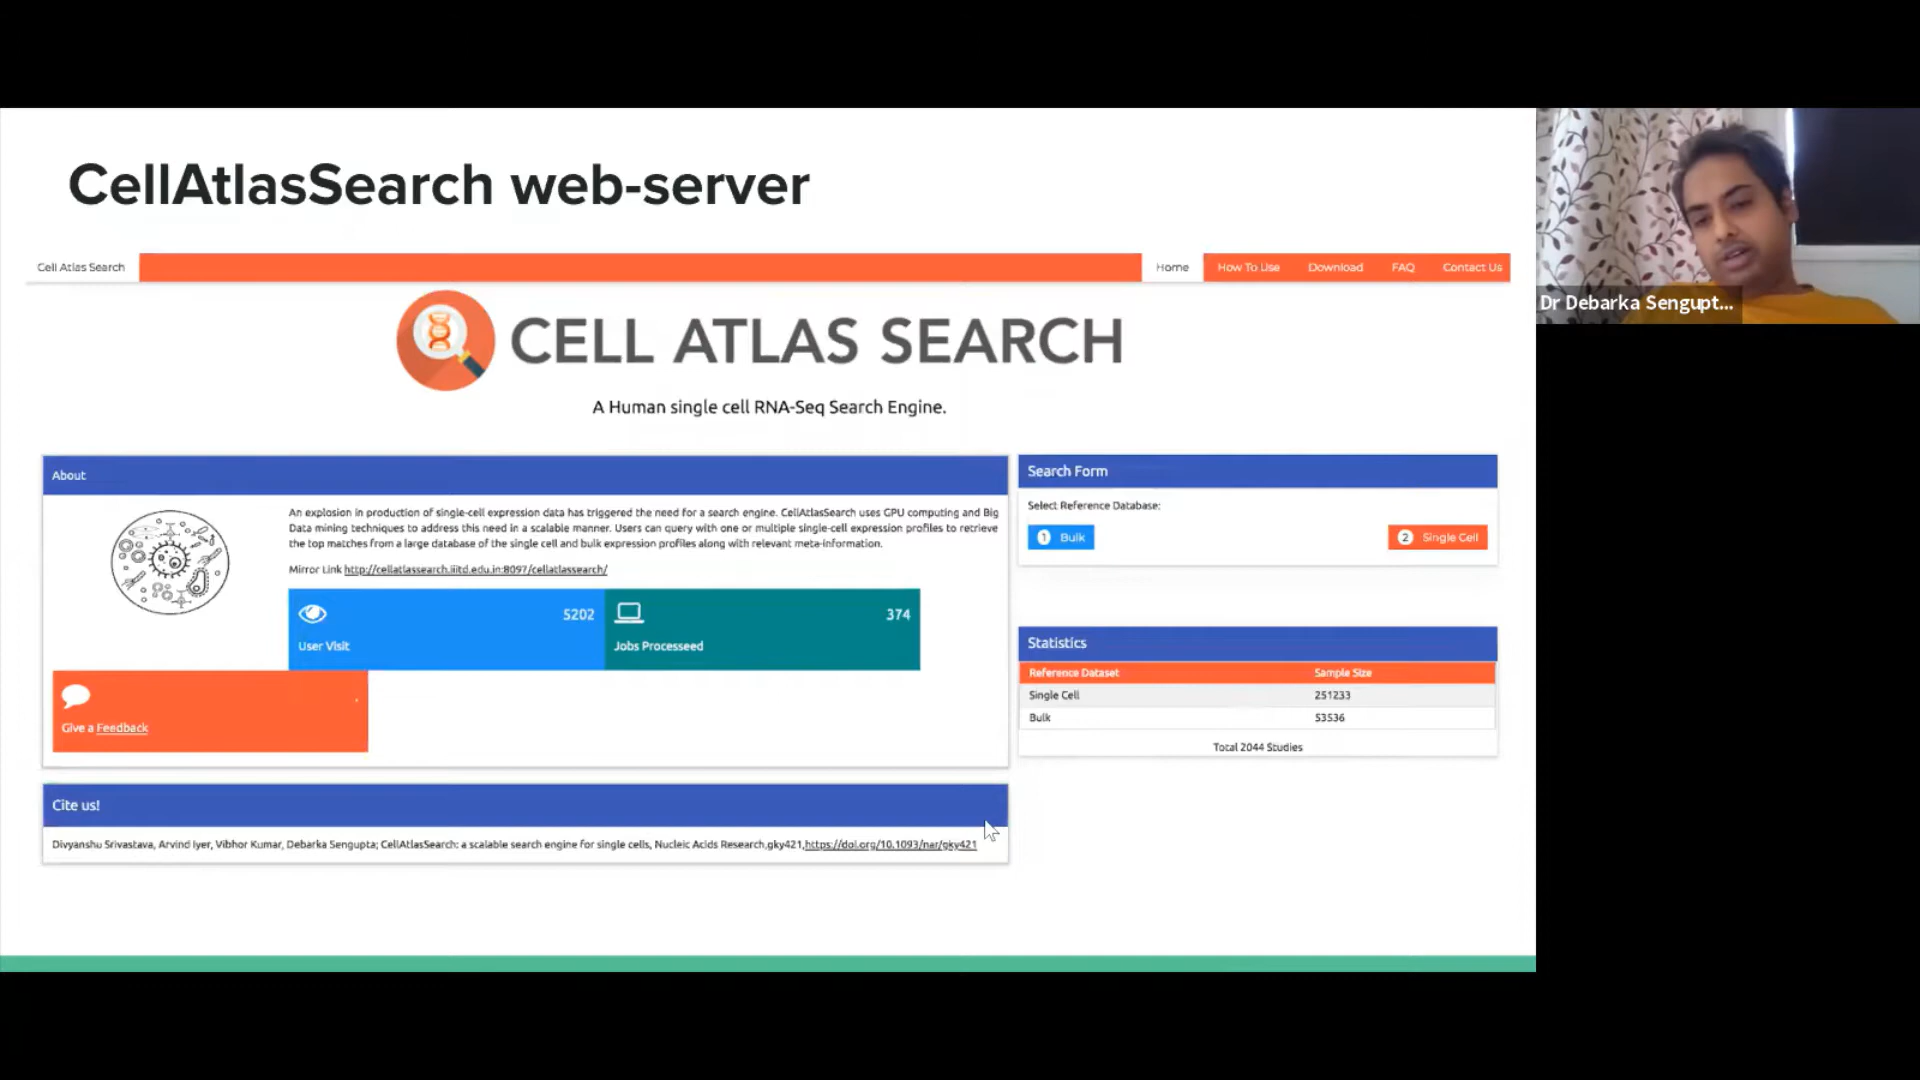 CellAtlasSearch web-server
Cell Atlas Search
Home
How To Use
Download
FAQ
Contact Us
CELL ATLAS SEARCH
A Human single cell RNA-Seq Search Engine.
About
An explosion in production of single-cell expression data has triggered the need for a search engine. CellAtlasSearch uses GPU computing and Big
Data mining techniques to address this need in a scalable manner. Users can query with one or multiple single-cell expression profiles to retrieve
the top matches from a large database of the single cell and bulk expression profiles along with relevant meta-information.
Mirror Link http://cellatlassearch.iiitd.edu.in:8097/cellatlassearch/
5202
User Visit
374
Jobs Processeed
Give a Feedback
Cite us!
Divyanshu Srivastava, Arvind Iyer, Vibhor Kumar, Debarka Sengupta; CellAtlasSearch: a scalable search engine for single cells, Nucleic Acids Research,gky421,https://doi.org/10.1093/nar/gky421
Search Form
Select Reference Database:
1 Bulk
2 Single Cell
Statistics
Reference Dataset Sample Size
Single Cell 251233
Bulk 53536
Total 2044 Studies
Dr Debarka Sengupt...